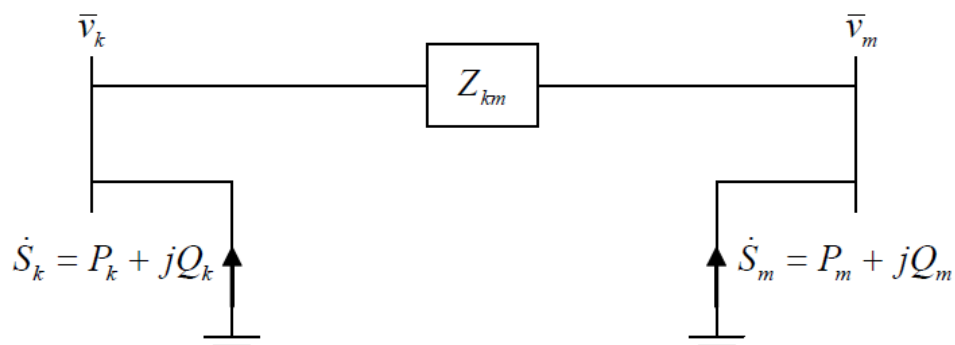 v̅ₖ
v̅ₘ
Zₖₘ
Ṡₖ = Pₖ + jQₖ
Ṡₘ = Pₘ + jQₘ